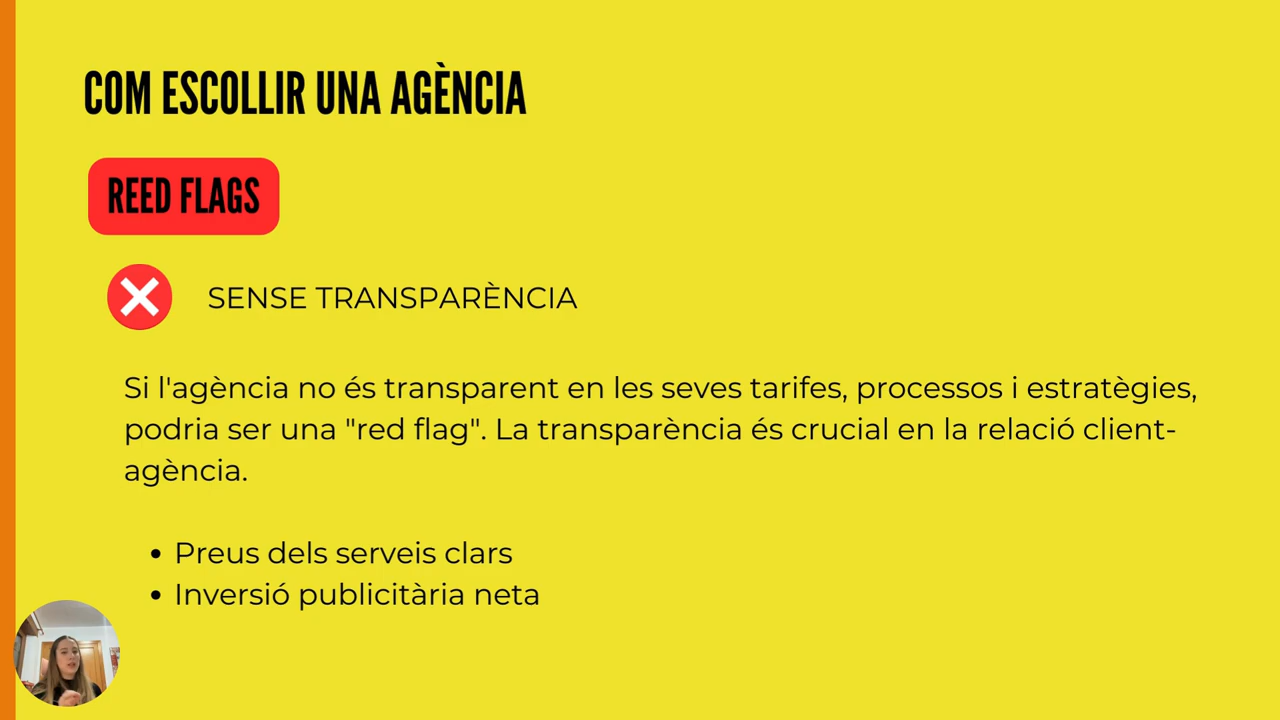 COM ESCOLLIR UNA AGÈNCIA
REED FLAGS
SENSE TRANSPARÈNCIA
Si l'agència no és transparent en les seves tarifes, processos i estratègies,
podria ser una "red flag". La transparència és crucial en la relació client-
agència.
• Preus dels serveis clars
• Inversió publicitària neta